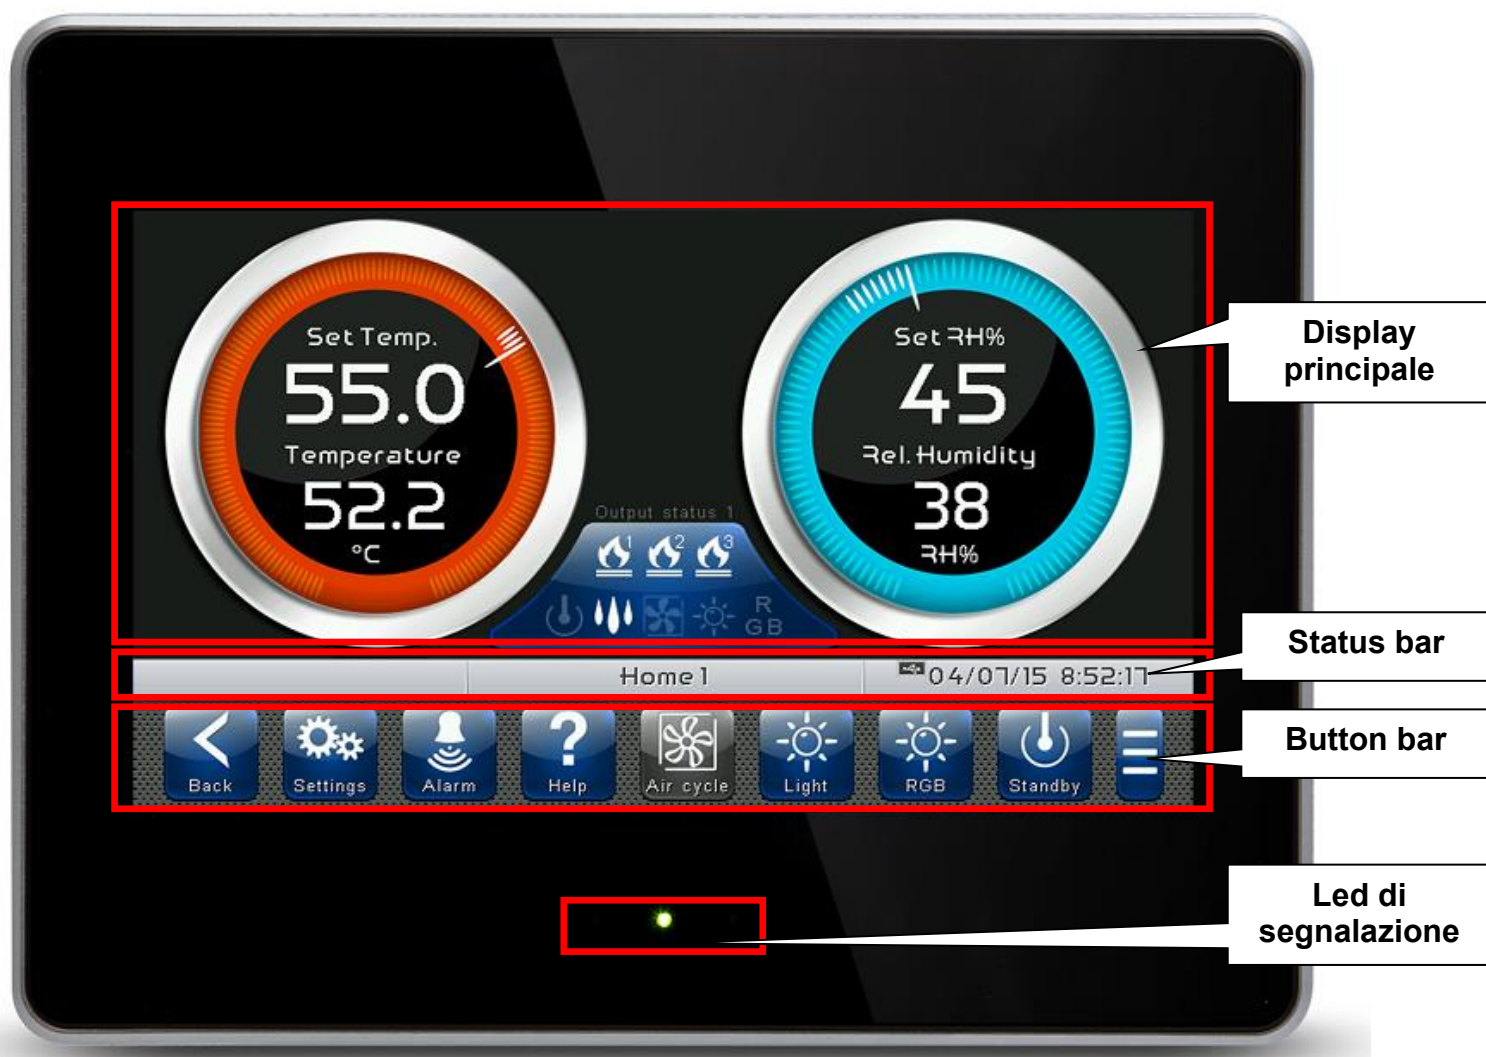 Set Temp.
55.0
Temperature
52.2
°C
Set RH%
45
Rel. Humidity
38
RH%
Output status 1
1 2 3
R
GB
Home 1
04/07/15 8:52:17
Back
Settings
Alarm
?
Help
Air cycle
Light
RGB
Standby
Display
principale
Status bar
Button bar
Led di
segnalazione